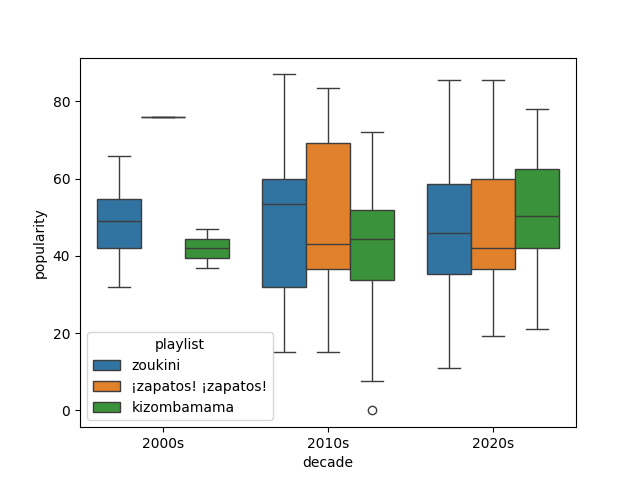 80
60
40
20
0
popularity
playlist
zoukini
¡zapatos! ¡zapatos!
kizombamama
2000s
2010s
2020s
decade